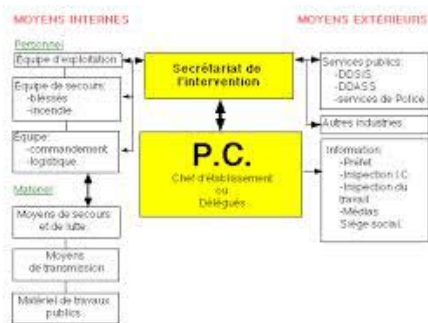 MOYENS INTERNES
Personnel
Equipe d'exploitation
Equipe de secours:
-blessés
-incendie
Equipe:
-commandement
-logistique.
Matériel
Moyens de secours
et de lutte
Moyens
de transmission
Matériel de travaux
publics
Secrétariat de
l'intervention
P.C.
Chef d'établissement
ou
Délégués
MOYENS EXTÉRIEURS
Services publics:
-DDSIS
-DDASS
-services de Police.
Autres industries
Information:
-Préfet
-Inspection I.C
-Inspection du
travail
-Médias
Siège social.